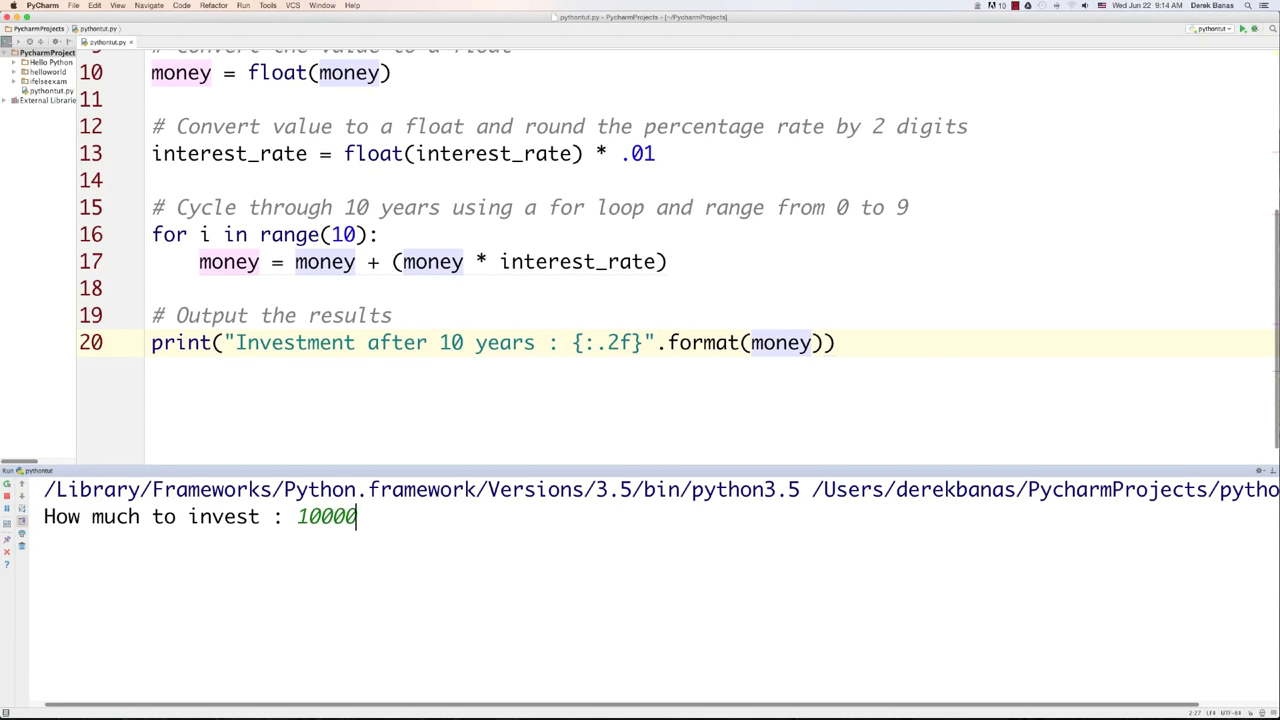 PyCharm File Edit View Navigate Code Refactor Run Tools VCS Window Help
10 Wed Jun 22 9:14 AM Derek Banas
pythontut.py - PycharmProjects - [~/PycharmProjects]
PycharmProjects pythontut.py
pythontut
pythontut.py
PycharmProject
Hello Python
helloworld
ifelseexam
pythontut.py
External Librarie
9 # Convert the value to a float
10 money = float(money)
11
12 # Convert value to a float and round the percentage rate by 2 digits
13 interest_rate = float(interest_rate) * .01
14
15 # Cycle through 10 years using a for loop and range from 0 to 9
16 for i in range(10):
17 money = money + (money * interest_rate)
18
19 # Output the results
20 print("Investment after 10 years : {:.2f}".format(money))
Run pythontut
/Library/Frameworks/Python.framework/Versions/3.5/bin/python3.5 /Users/derekbanas/PycharmProjects/pytho
How much to invest : 10000
2:27 LF UTF-8